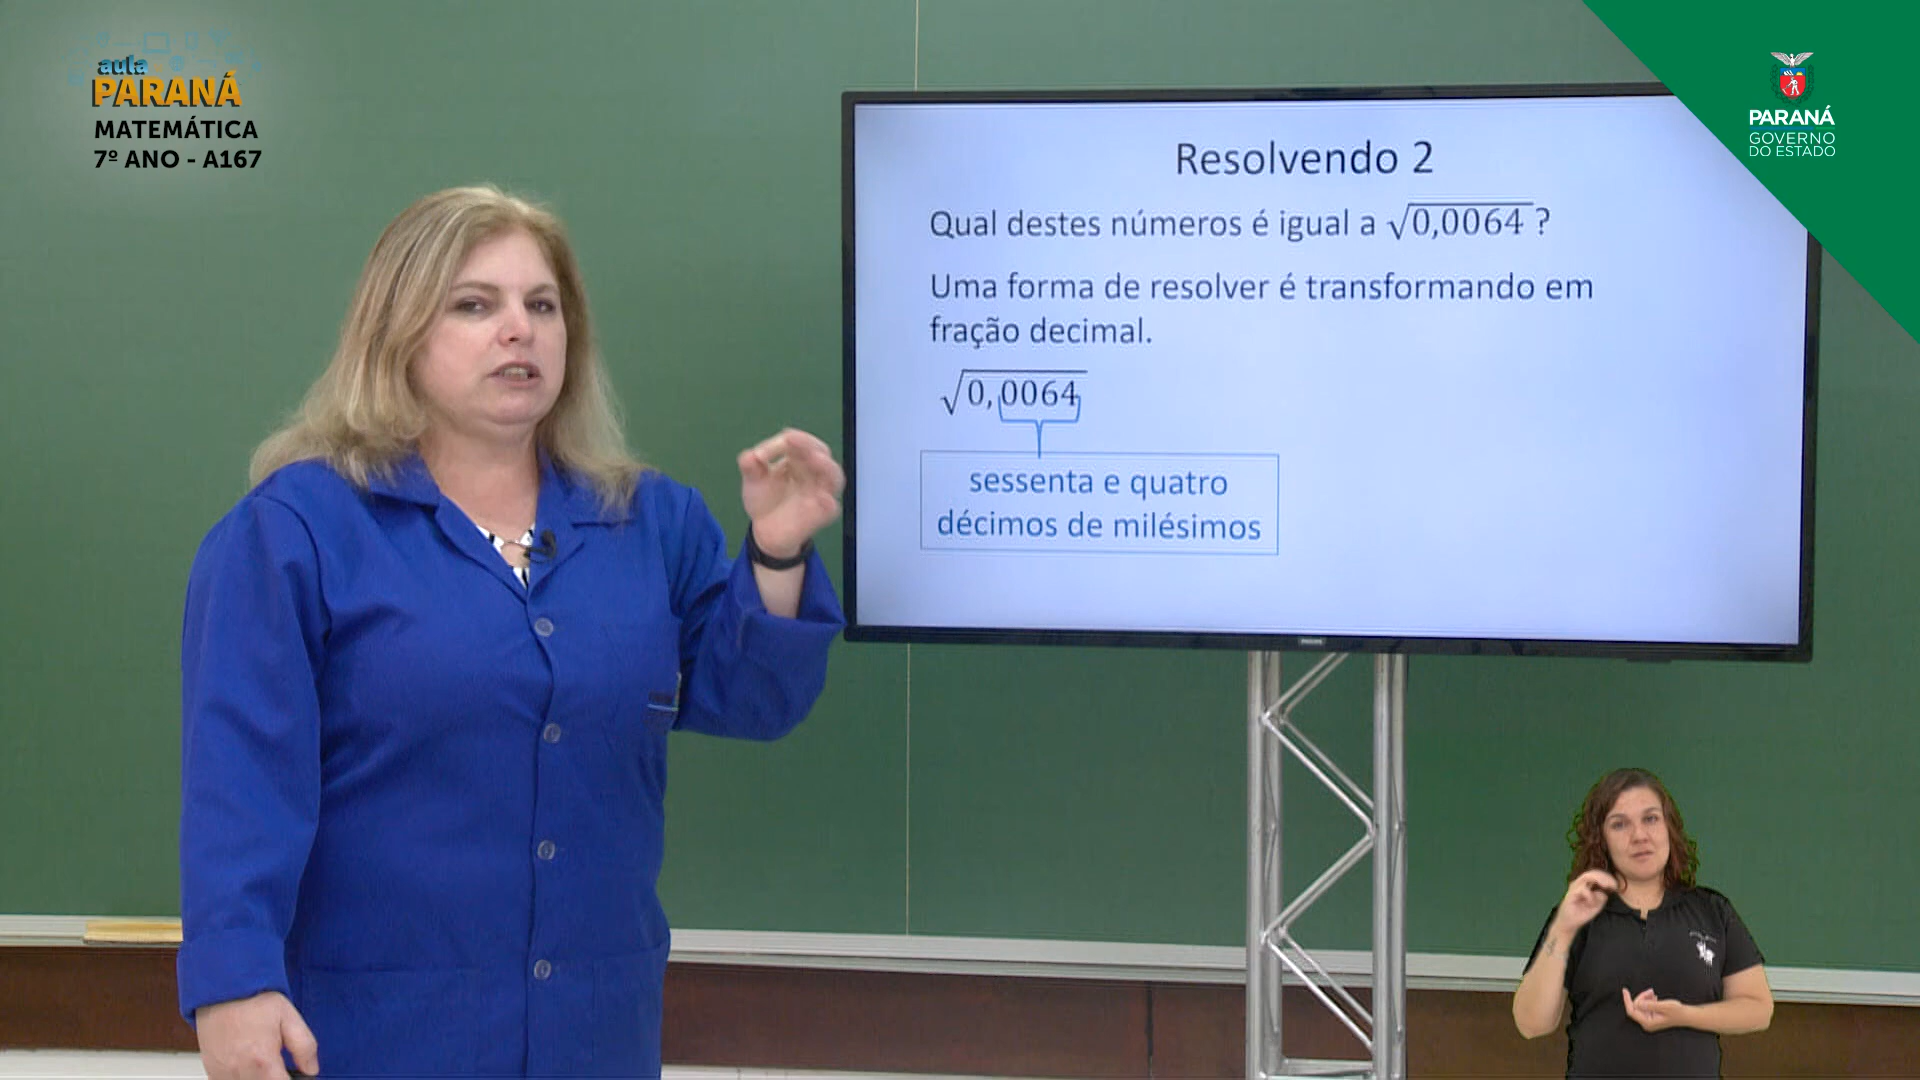 aula
PARANÁ
MATEMÁTICA
7º ANO - A167
PARANÁ
GOVERNO
DO ESTADO
Resolvendo 2
Qual destes números é igual a √0,0064 ?
Uma forma de resolver é transformando em
fração decimal.
√0,0064
sessenta e quatro
décimos de milésimos